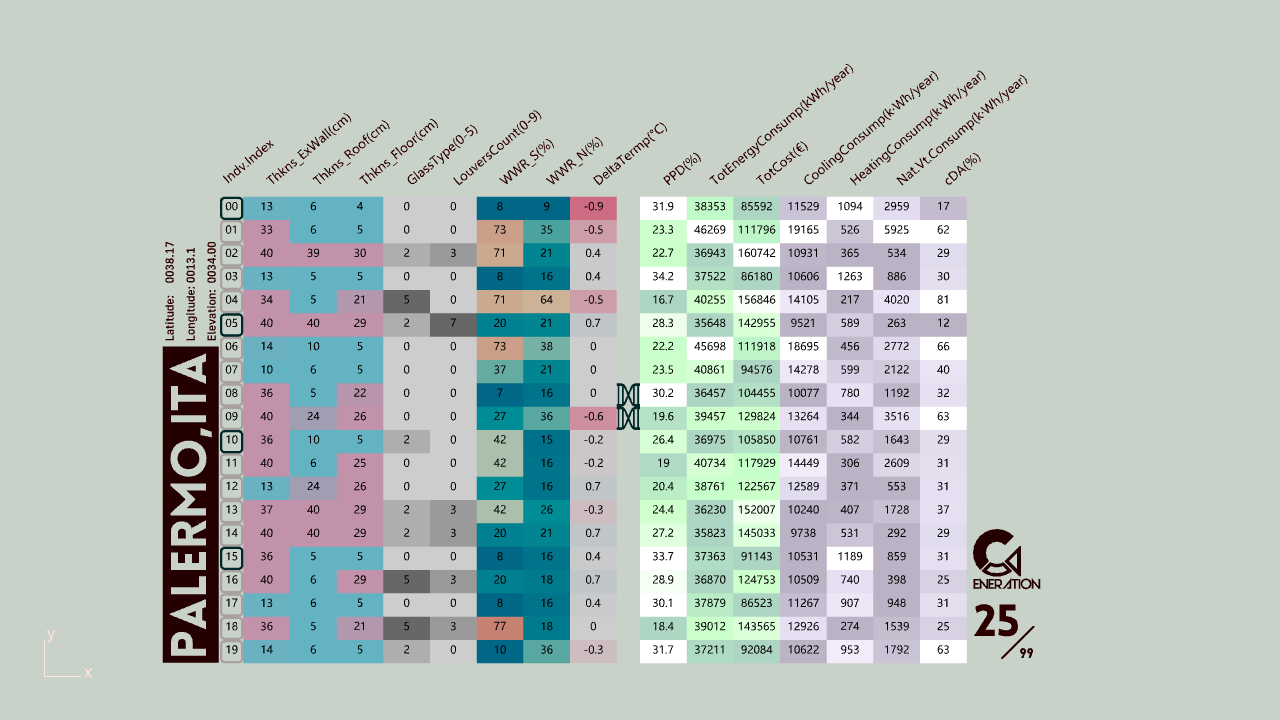 Indv.Index Thkns_ExWall(cm) Thkns_Roof(cm) Thkns_Floor(cm) GlassType(0-5) LouversCount(0-9) WWR_S(%) WWR_N(%) DeltaTermp(°C) PPD(%) TotEnergyConsump(kWh/year) TotCost(€) CoolingConsump(k·Wh/year) HeatingConsump(k·Wh/year) Nat.Vt.Consump(k·Wh/year) cDA(%)
00 13 6 4 0 0 8 9 -0.9 31.9 38353 85592 11529 1094 2959 17
01 33 6 5 0 0 73 35 -0.5 23.3 46269 111796 19165 526 5925 62
02 40 39 30 2 3 71 21 0.4 22.7 36943 160742 10931 365 534 29
03 13 5 5 0 0 8 16 0.4 34.2 37522 86180 10606 1263 886 30
04 34 5 21 5 0 71 64 -0.5 16.7 40255 156846 14105 217 4020 81
05 40 40 29 2 7 20 21 0.7 28.3 35648 142955 9521 589 263 12
06 14 10 5 0 0 73 38 0 22.2 45698 111918 18695 456 2772 66
07 10 6 5 0 0 37 21 0 23.5 40861 94576 14278 599 2122 40
08 36 5 22 0 0 7 16 0 30.2 36457 104455 10077 780 1192 32
09 40 24 26 0 0 27 36 -0.6 19.6 39457 129824 13264 344 3516 63
10 36 10 5 2 0 42 15 -0.2 26.4 36975 105850 10761 582 1643 29
11 40 6 25 0 0 42 16 -0.2 19 40734 117929 14449 306 2609 31
12 13 24 26 0 0 27 16 0.7 20.4 38761 122567 12589 371 553 31
13 37 40 29 2 3 42 26 -0.3 24.4 36230 152007 10240 407 1728 37
14 40 40 29 2 3 20 21 0.7 27.2 35823 145033 9738 531 292 29
15 36 5 5 0 0 8 16 0.4 33.7 37363 91143 10531 1189 859 31
16 40 6 29 5 3 20 18 0.7 28.9 36870 124753 10509 740 398 25
17 13 6 5 0 0 8 16 0.4 30.1 37879 86523 11267 907 948 31
18 36 5 21 5 3 77 18 0 18.4 39012 143565 12926 274 1539 25
19 14 6 5 2 0 10 36 -0.3 31.7 37211 92084 10622 953 1792 63
PALERMO,ITA
Latitude: 0038.17
Longitude: 0013.1
Elevation: 0034.00
GENERATION
25/99
y
x